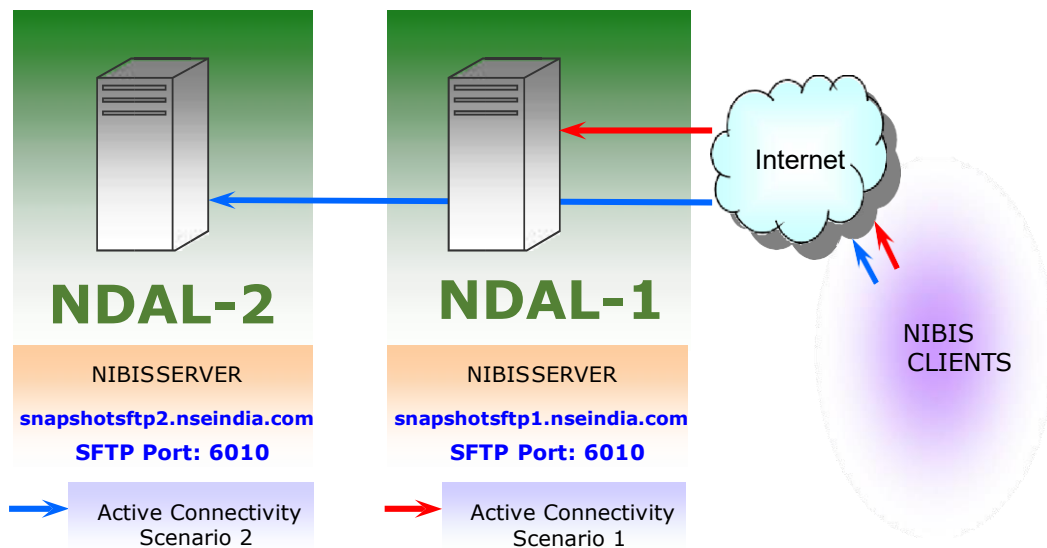 Internet
NDAL-2
NDAL-1
NIBIS
CLIENTS
NIBISSERVER
snapshotsftp2.nseindia.com
SFTP Port: 6010
NIBISSERVER
snapshotsftp1.nseindia.com
SFTP Port: 6010
Active Connectivity
Scenario 2
Active Connectivity
Scenario 1